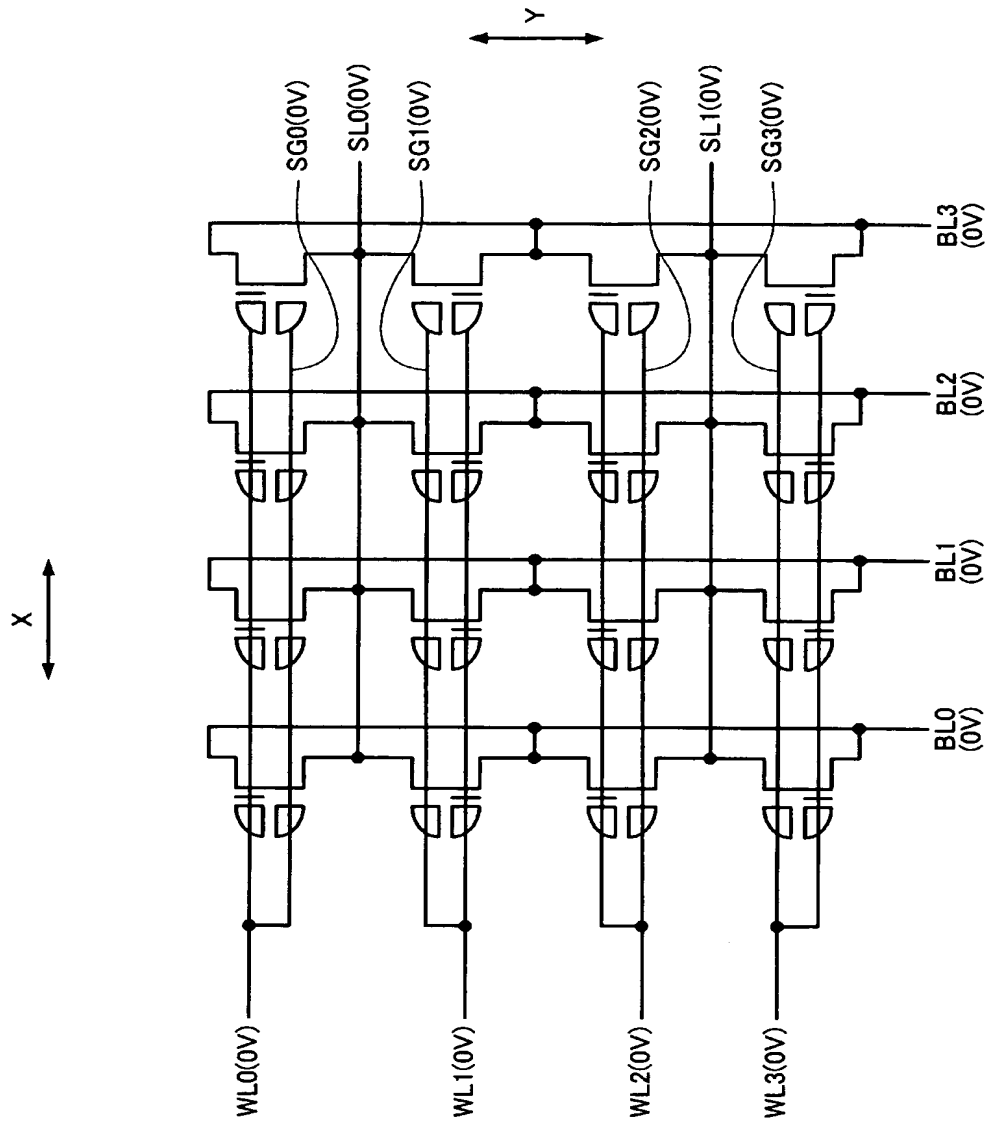 X
Y
SG0(0V)
SL0(0V)
SG1(0V)
SG2(0V)
SL1(0V)
SG3(0V)
WL0(0V)
WL1(0V)
WL2(0V)
WL3(0V)
BL0
(0V)
BL1
(0V)
BL2
(0V)
BL3
(0V)